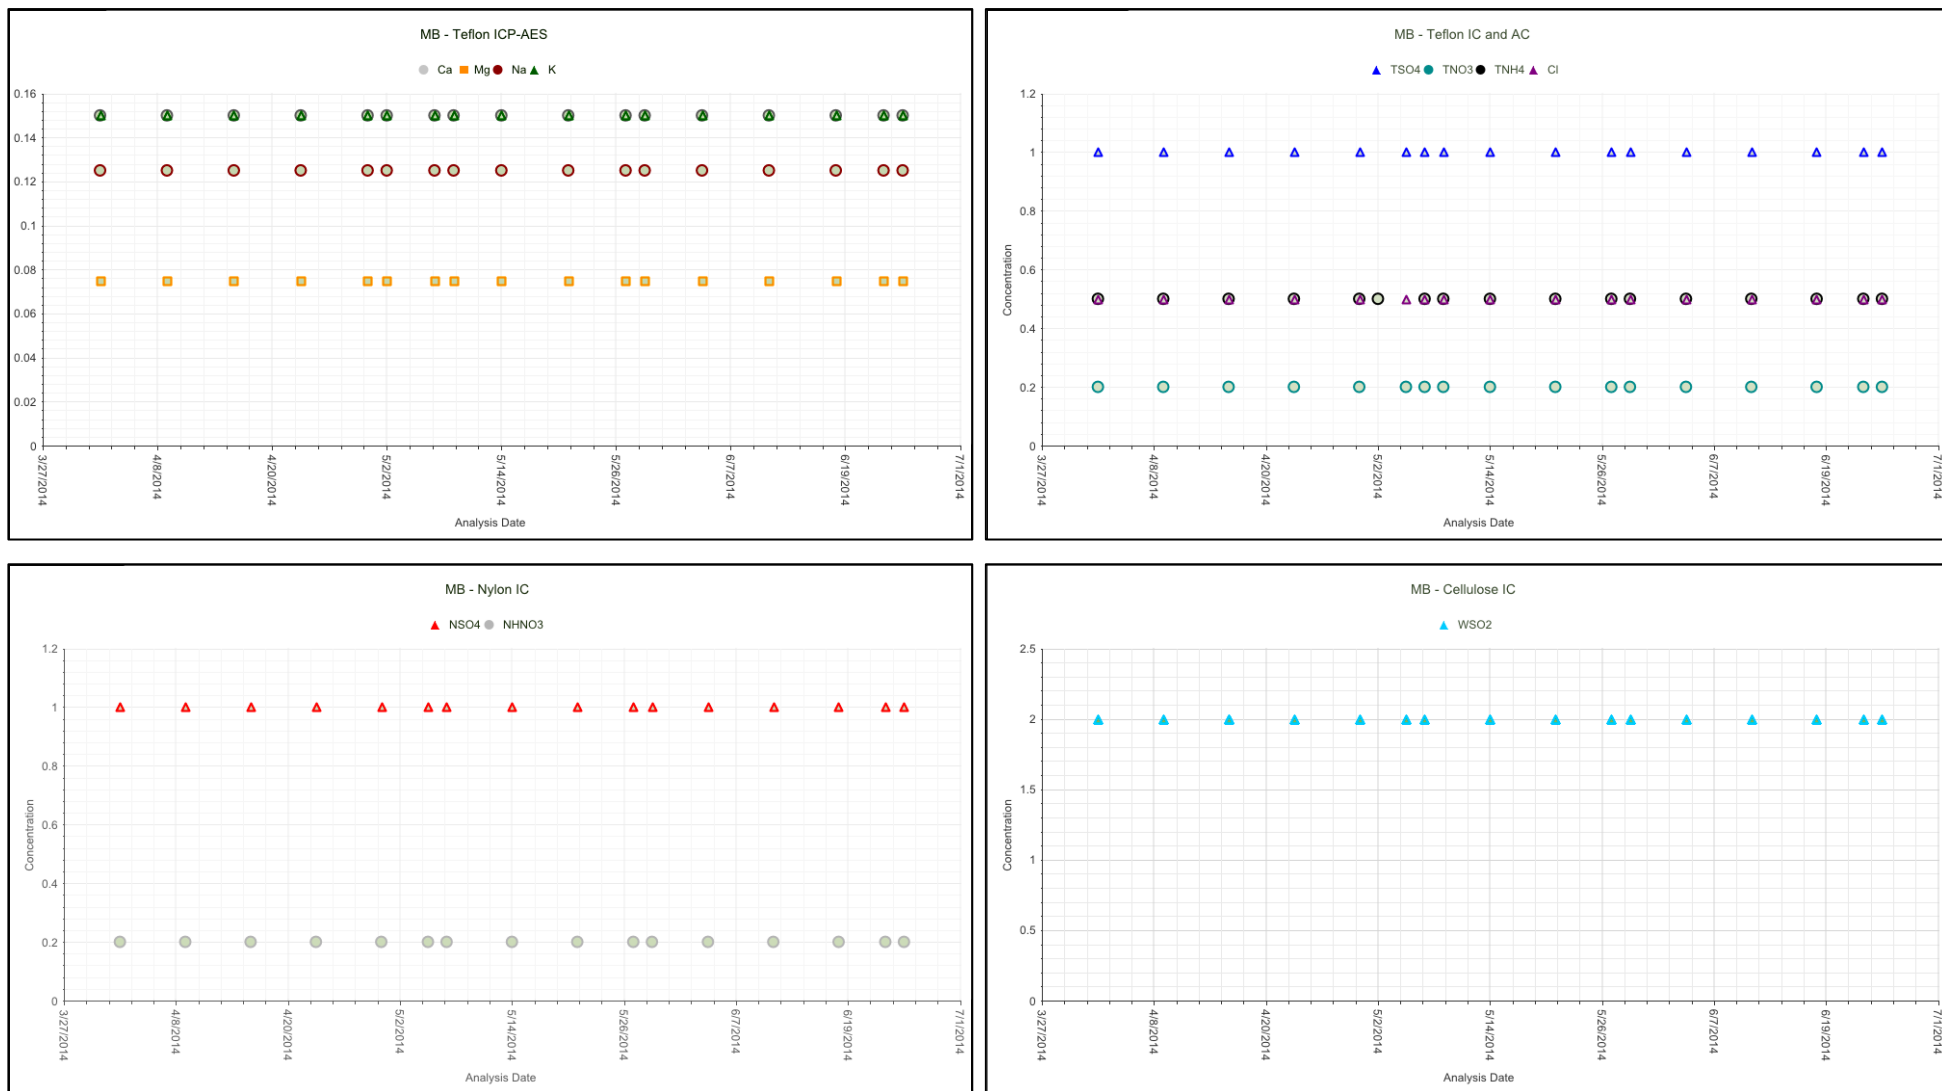 MB - Teflon ICP-AES
Ca Mg Na K
0.16
0.14
0.12
0.1
0.08
0.06
0.04
0.02
0
3/27/2014 4/8/2014 4/20/2014 5/2/2014 5/14/2014 5/26/2014 6/7/2014 6/19/2014 7/1/2014
Analysis Date
MB - Teflon IC and AC
TSO4 TNO3 TNH4 Cl
Concentration
1.2
1
0.8
0.6
0.4
0.2
0
3/27/2014 4/8/2014 4/20/2014 5/2/2014 5/14/2014 5/26/2014 6/7/2014 6/19/2014 7/1/2014
Analysis Date
MB - Nylon IC
NSO4 NHNO3
Concentration
1.2
1
0.8
0.6
0.4
0.2
0
3/27/2014 4/8/2014 4/20/2014 5/2/2014 5/14/2014 5/26/2014 6/7/2014 6/19/2014 7/1/2014
Analysis Date
MB - Cellulose IC
WSO2
Concentration
2.5
2
1.5
1
0.5
0
3/27/2014 4/8/2014 4/20/2014 5/2/2014 5/14/2014 5/26/2014 6/7/2014 6/19/2014 7/1/2014
Analysis Date